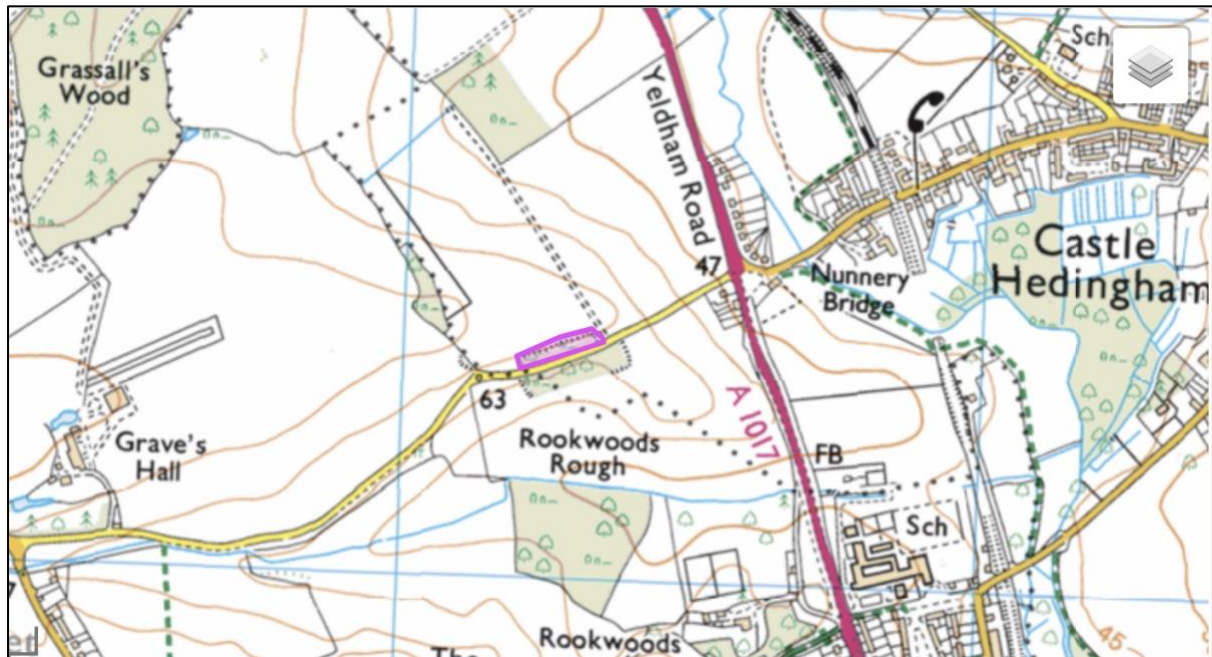 Grassall's
Wood
Sch
Yeldham Road
Castle
Hedingham
47
Nunnery
Bridge
63
A 1017
Rookwoods
Rough
Grave's
Hall
FB
Sch
45
Rookwoods
The